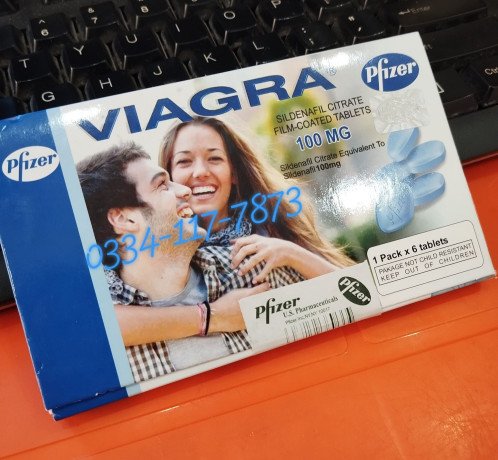 VIAGRA®
Pfizer
SILDENAFIL CITRATE
FILM-COATED TABLETS
100 MG
Sildenafil Citrate Equivalent To
Sildenafil 100mg
Pfizer
0334-117-7873
1 Pack x 6 tablets
PAKAGE NOT CHILD RESISTANT
KEEP OUT OF CHILDREN
Pfizer
U.S. Pharmaceuticals
Pfizer